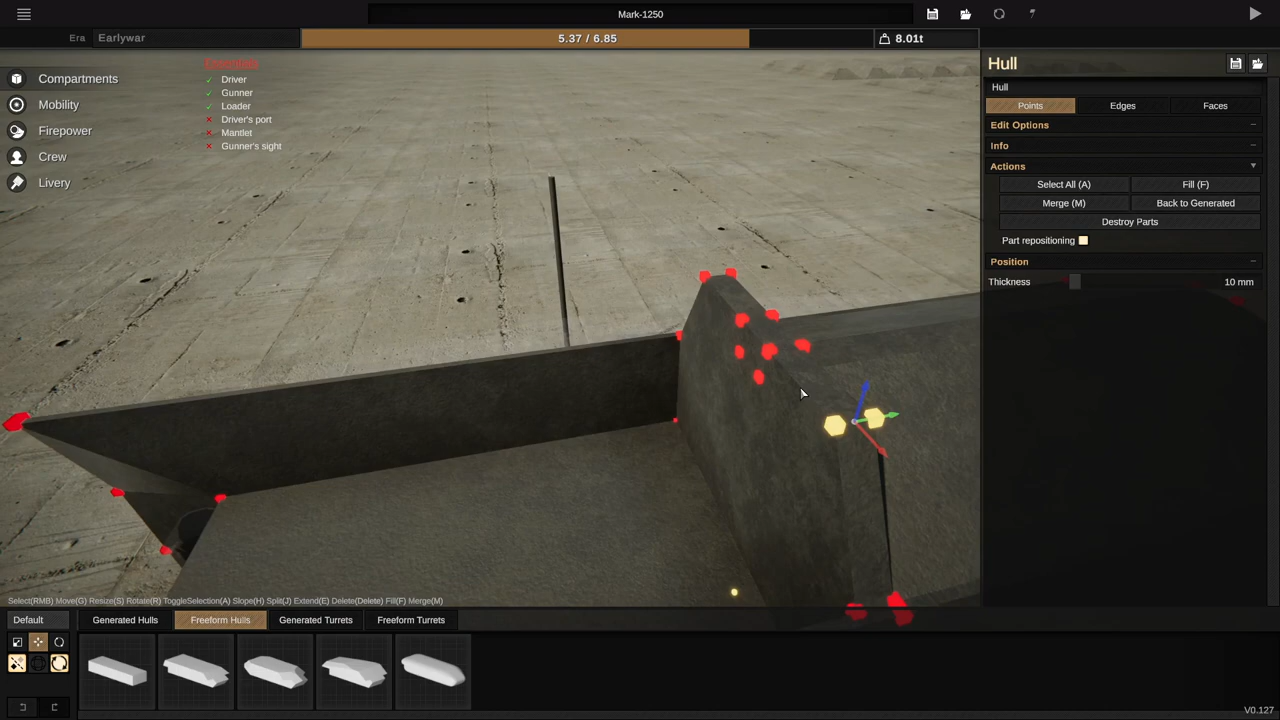 Mark-1250
Era Earlywar 5.37 / 6.85 8.01t
Compartments
Mobility
Firepower
Crew
Livery
Driver
Gunner
Loader
Driver's port
Mantlet
Gunner's sight
Hull
Hull
Points Edges Faces
Edit Options
Info
Actions
Select All (A) Fill (F)
Merge (M) Back to Generated
Destroy Parts
Part repositioning
Position
Thickness 10 mm
Select(RMB) Move(G) Resize(S) Rotate(R) ToggleSelection(A) Slope(H) Split(J) Extend(E) Delete(Delete) Fill(F) Merge(M)
Default Generated Hulls Freeform Hulls Generated Turrets Freeform Turrets
V0.127